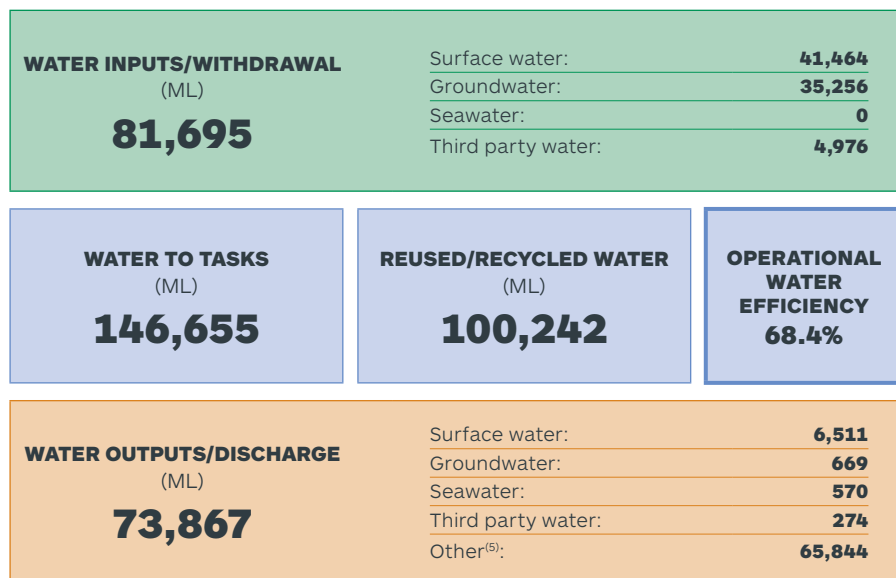 WATER INPUTS/WITHDRAWAL
(ML)
81,695
Surface water: 41,464
Groundwater: 35,256
Seawater: 0
Third party water: 4,976
WATER TO TASKS
(ML)
146,655
REUSED/RECYCLED WATER
(ML)
100,242
OPERATIONAL
WATER
EFFICIENCY
68.4%
WATER OUTPUTS/DISCHARGE
(ML)
73,867
Surface water: 6,511
Groundwater: 669
Seawater: 570
Third party water: 274
Other(5): 65,844